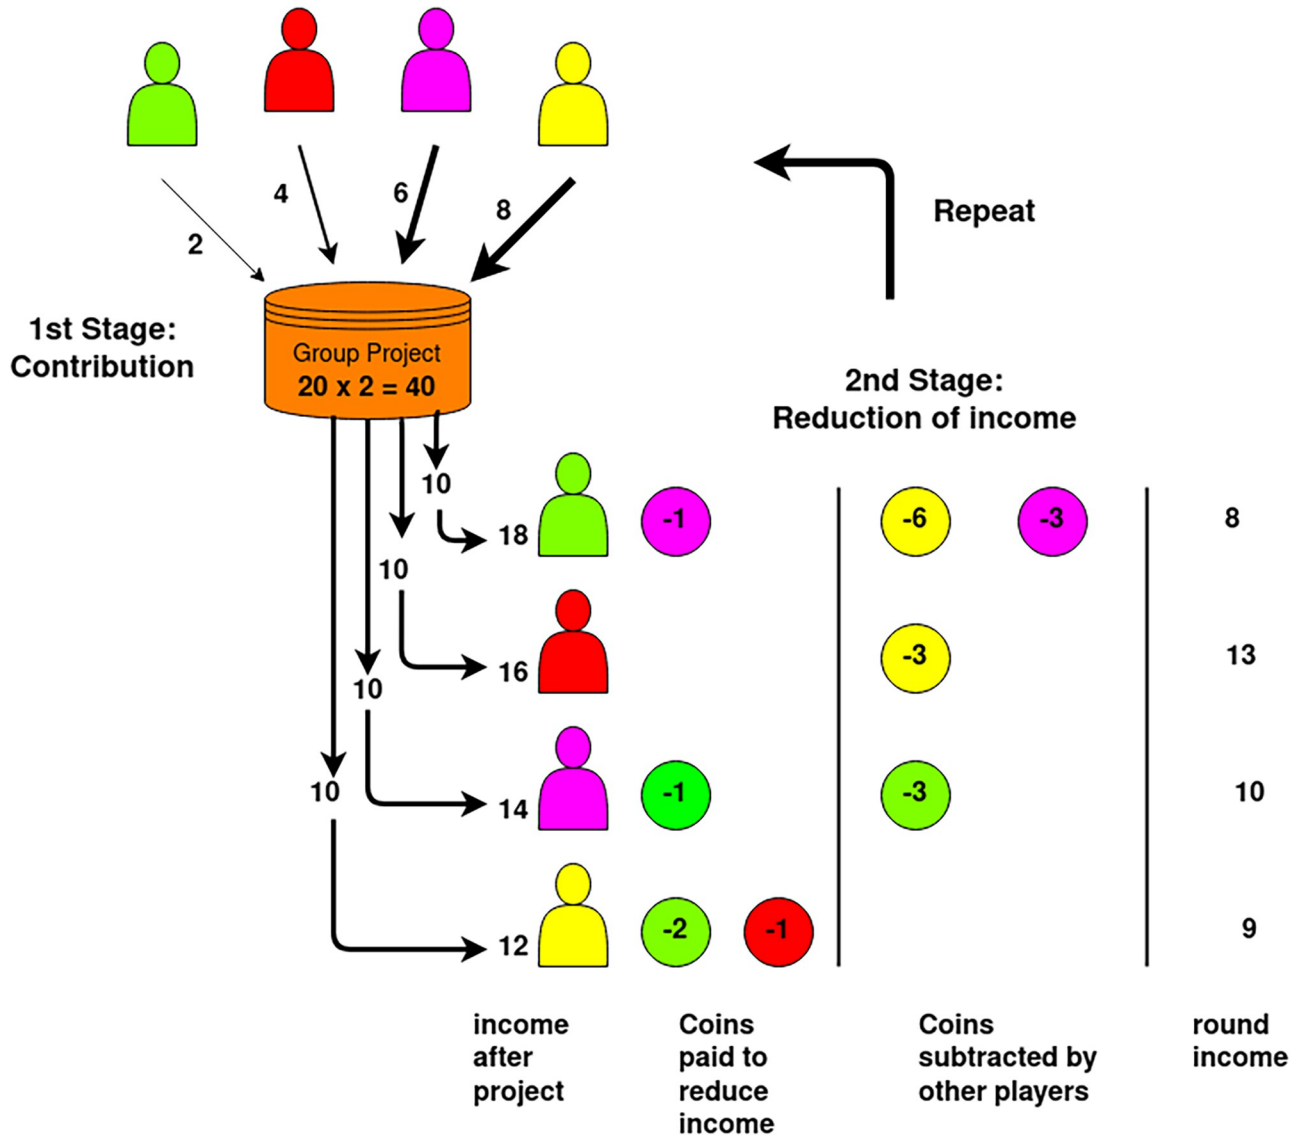 2
4
6
8
Repeat
1st Stage:
Contribution
Group Project
20 x 2 = 40
2nd Stage:
Reduction of income
10
18
-1
-6
-3
8
10
16
-3
13
10
14
-1
-3
10
10
12
-2
-1
9
income
after
project
Coins
paid to
reduce
income
Coins
subtracted by
other players
round
income